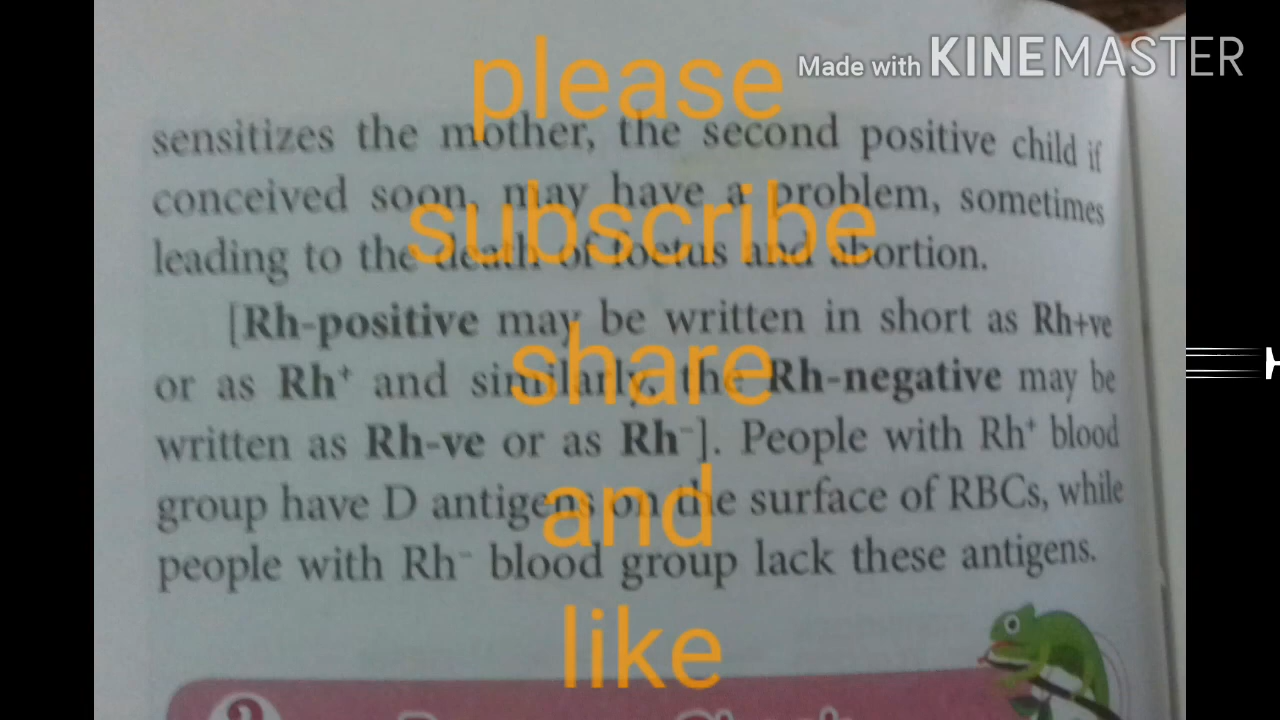 Made with KINEMASTER
please
subscribe
share
and
like
sensitizes the mother, the second positive child if
conceived soon, may have a problem, sometimes
leading to the death of foetus and abortion.
[Rh-positive may be written in short as Rh+ve
or as Rh⁺ and similarly, the Rh-negative may be
written as Rh-ve or as Rh⁻]. People with Rh⁺ blood
group have D antigens on the surface of RBCs, while
people with Rh⁻ blood group lack these antigens.